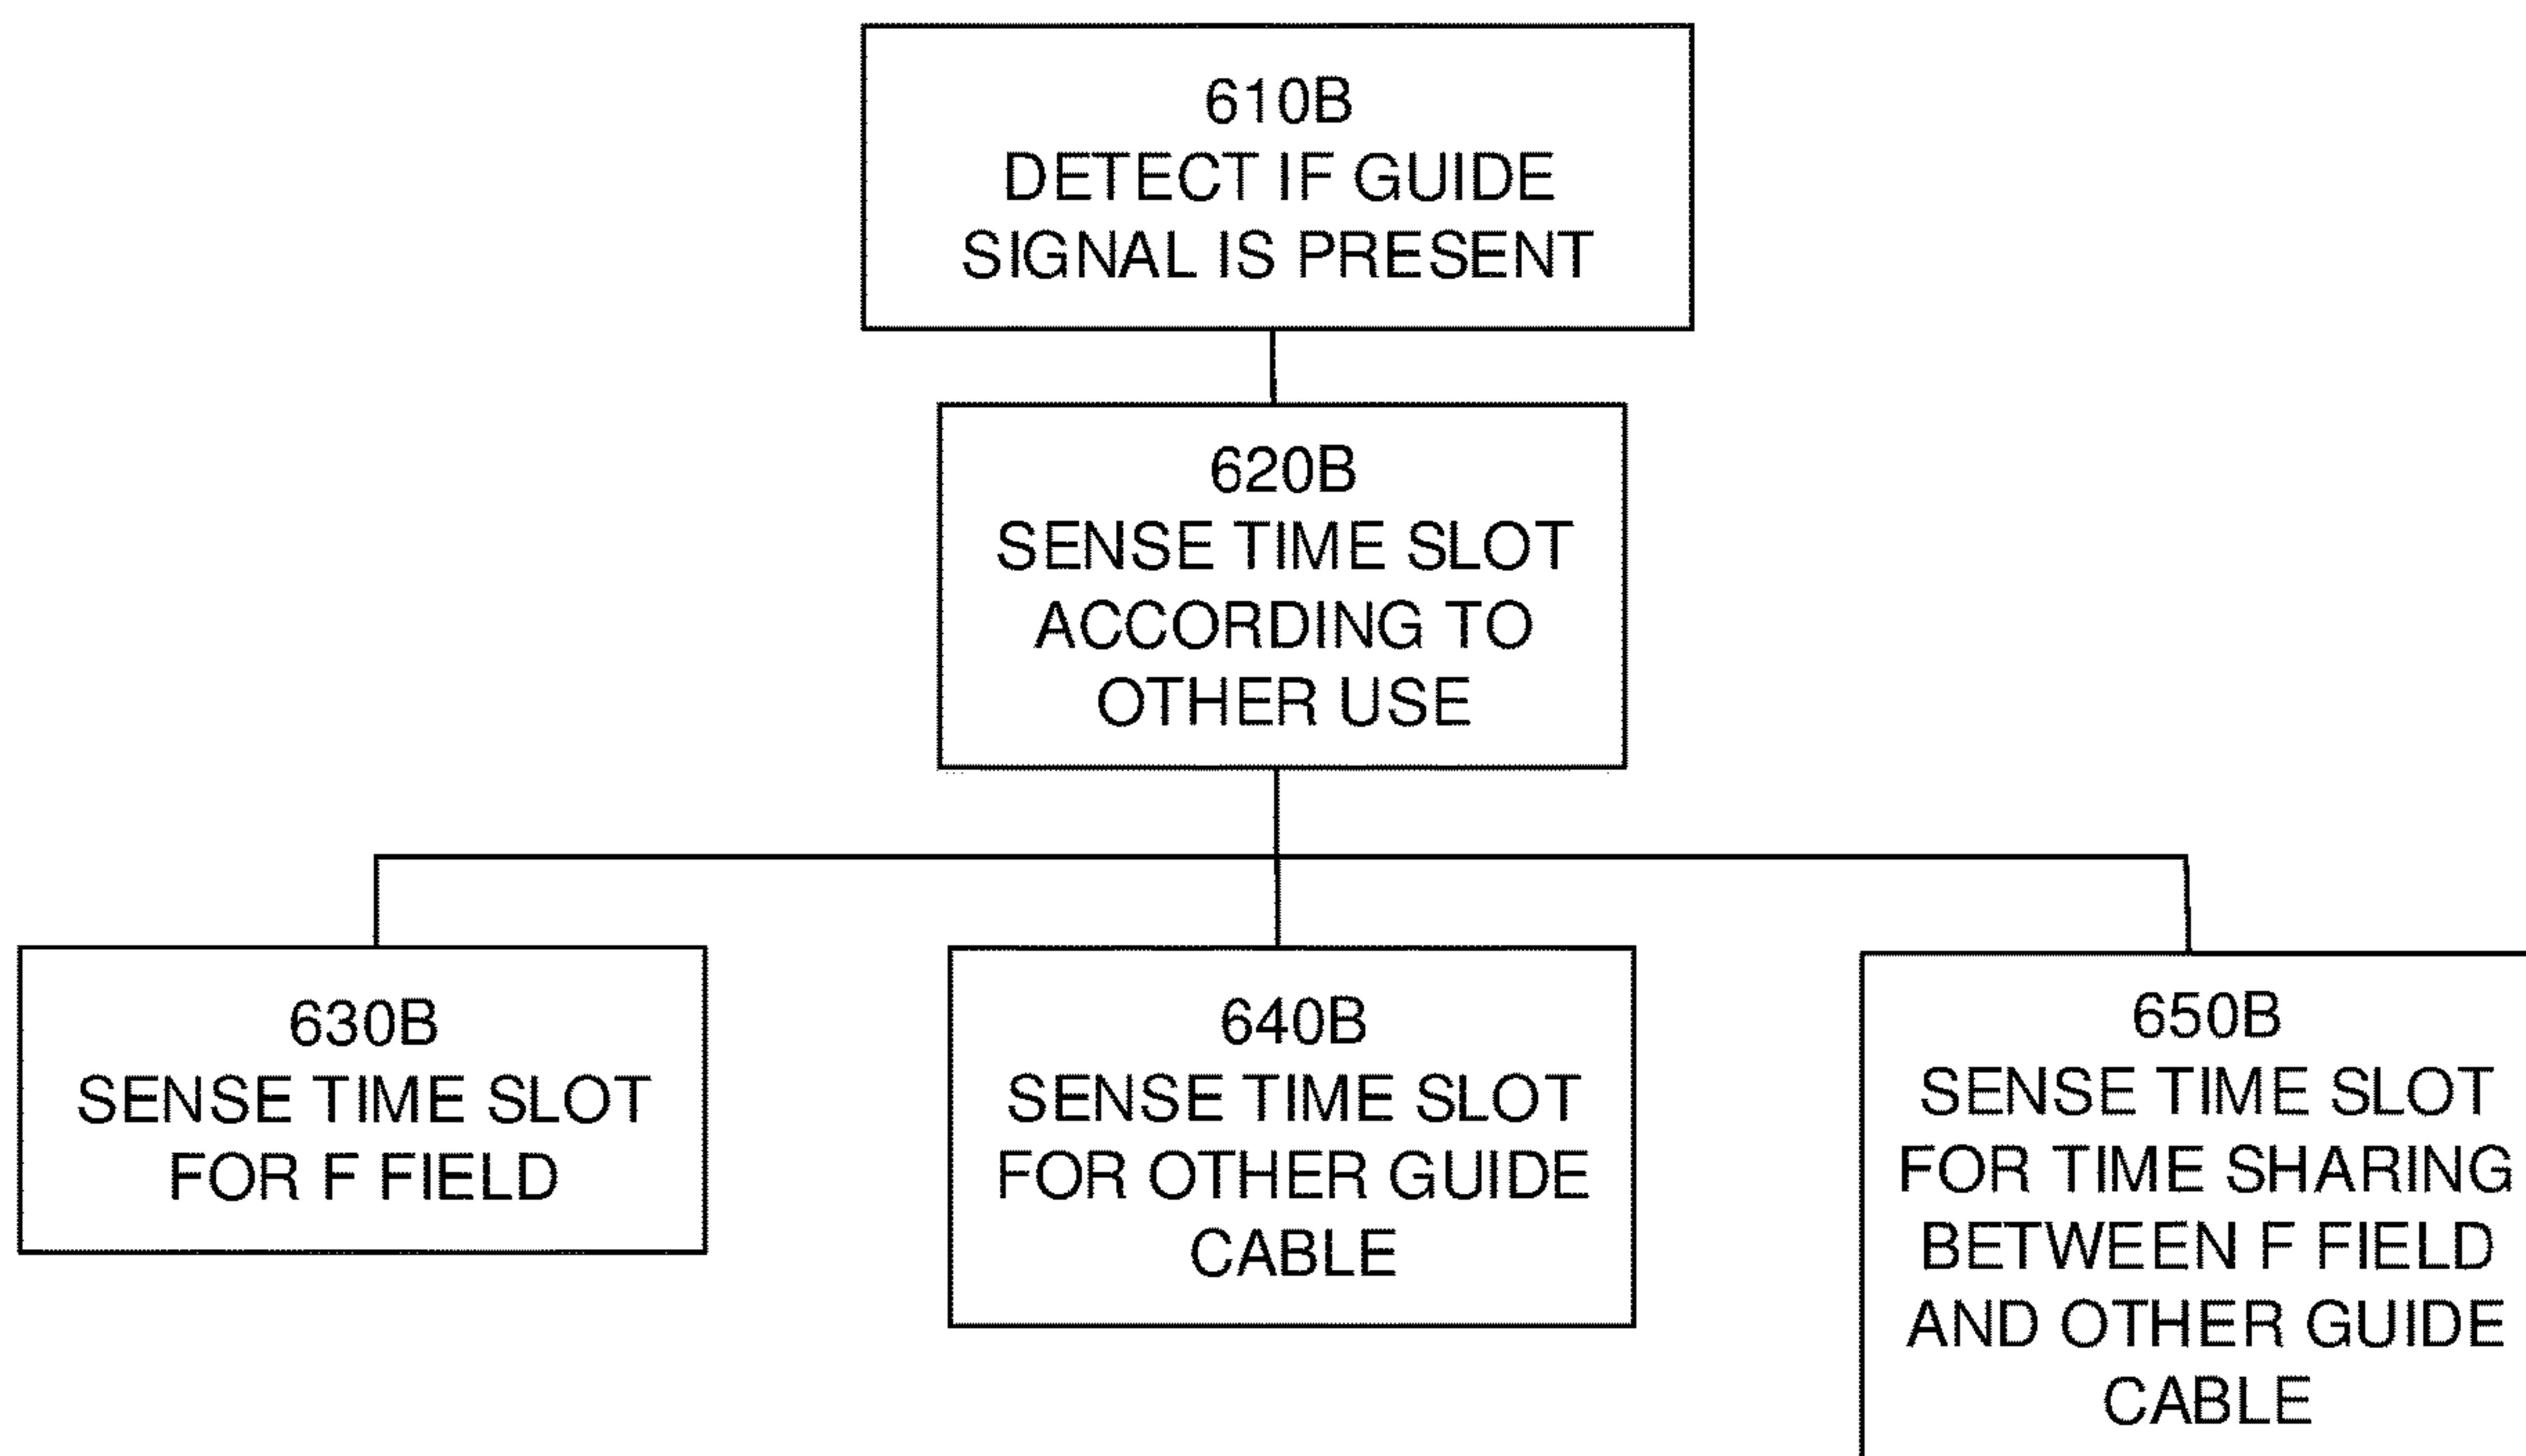 610B
DETECT IF GUIDE
SIGNAL IS PRESENT
620B
SENSE TIME SLOT
ACCORDING TO
OTHER USE
630B
SENSE TIME SLOT
FOR F FIELD
640B
SENSE TIME SLOT
FOR OTHER GUIDE
CABLE
650B
SENSE TIME SLOT
FOR TIME SHARING
BETWEEN F FIELD
AND OTHER GUIDE
CABLE